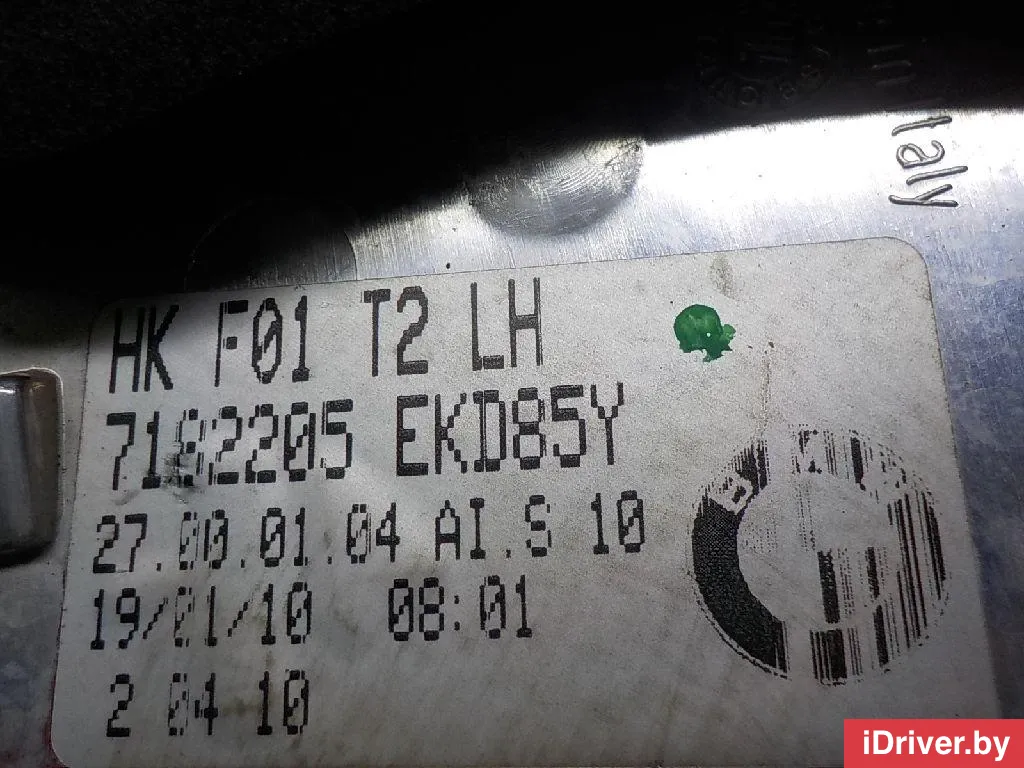 Italy
HK F01 T2 LH
7182205 EKD85Y
27.00.01.04 AI.S 10
19/01/10 08:01
2 04 10
iDriver.by